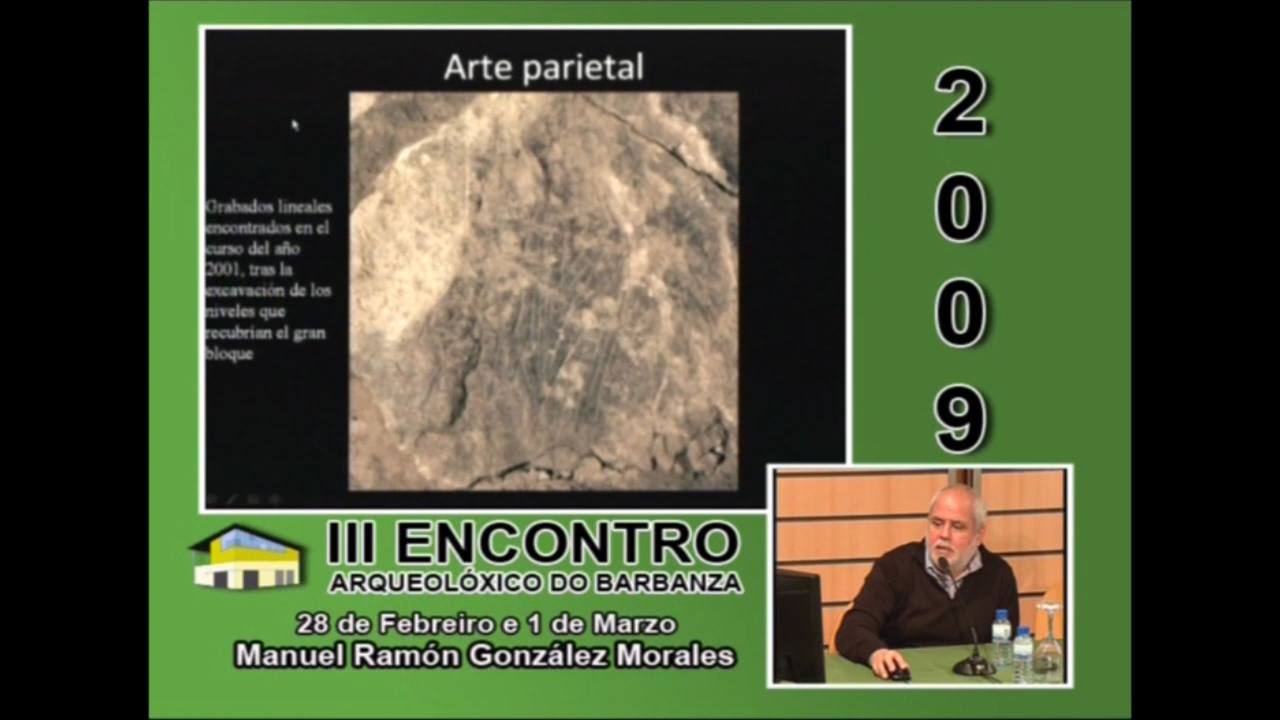 Arte parietal
Grabados lineales
encontrados en el
curso del año
2001, tras la
excavación de los
niveles que
recubrian el gran
bloque
2
0
0
9
III ENCONTRO
ARQUEOLÓXICO DO BARBANZA
28 de Febreiro e 1 de Marzo
Manuel Ramón González Morales